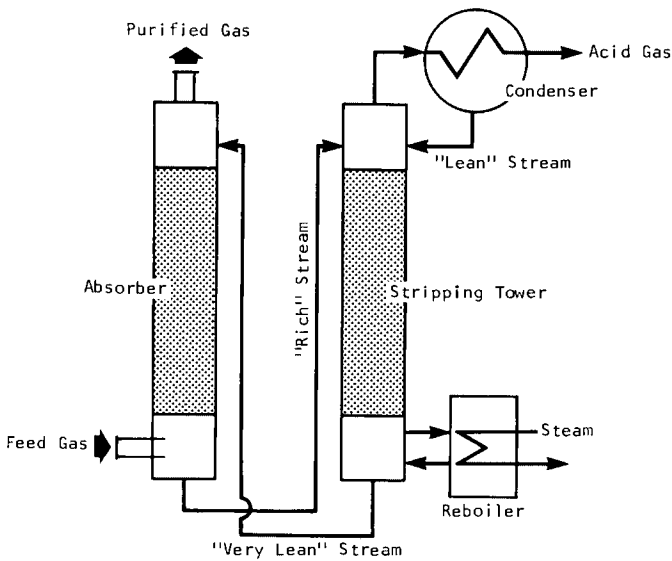 Purified Gas
Acid Gas
Condenser
"Lean" Stream
Absorber
"Rich" Stream
Stripping Tower
Feed Gas
Steam
Reboiler
"Very Lean" Stream